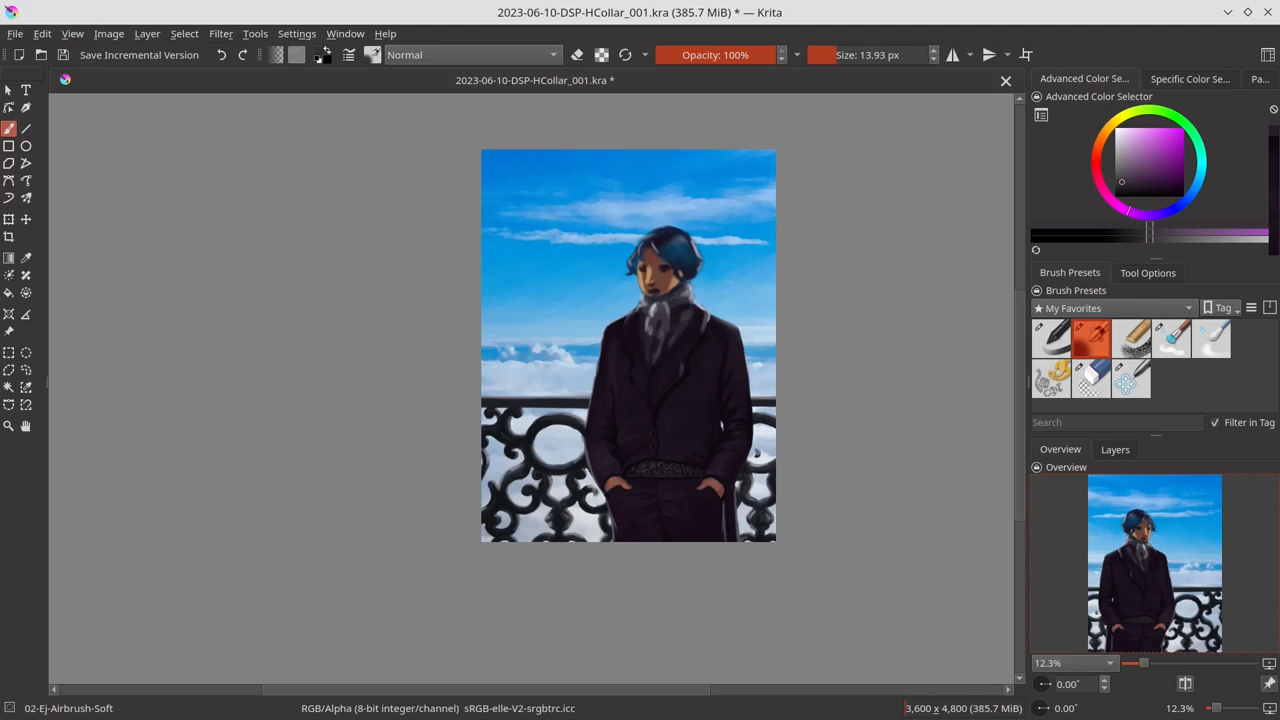 2023-06-10-DSP-HCollar_001.kra (385.7 MiB) * — Krita
File Edit View Image Layer Select Filter Tools Settings Window Help
Save Incremental Version Normal Opacity: 100% Size: 13.93 px
2023-06-10-DSP-HCollar_001.kra *
Advanced Color Se... Specific Color Se... Pa...
Advanced Color Selector
Brush Presets Tool Options
Brush Presets
★ My Favorites Tag
Search Filter in Tag
Overview Layers
Overview
12.3%
0.00°
02-Ej-Airbrush-Soft RGB/Alpha (8-bit integer/channel) sRGB-elle-V2-srgbtrc.icc 3,600 x 4,800 (385.7 MiB) 0.00° 12.3%